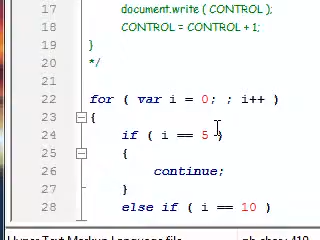 17 document.write ( CONTROL );
18 CONTROL = CONTROL + 1;
19 }
20 */
21
22 for ( var i = 0; ; i++ )
23 {
24 if ( i == 5 )
25 {
26 continue;
27 }
28 else if ( i == 10 )
Hyper Text Markup Language file